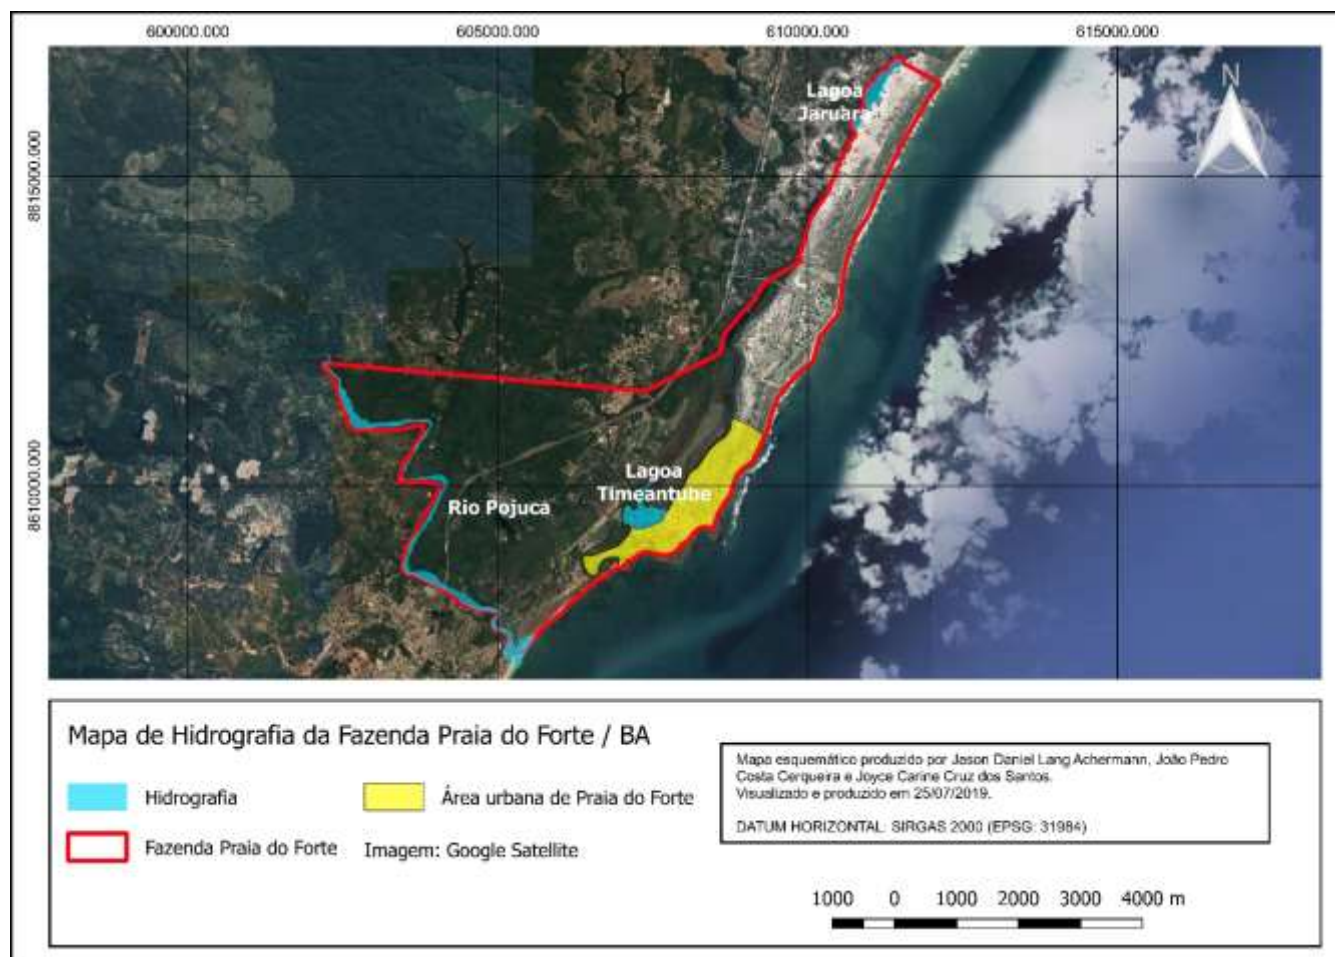 600000.000 605000.000 610000.000 615000.000
N
Lagoa
Jaruara
8615000.000
8610000.000
Lagoa
Timeantube
Rio Pojuca
Mapa de Hidrografia da Fazenda Praia do Forte / BA
Hidrografia
Área urbana de Praia do Forte
Fazenda Praia do Forte
Imagem: Google Satellite
Mapa esquemático produzido por Jason Daniel Lang Achermann, João Pedro
Costa Cerqueira e Joyce Carine Cruz dos Santos.
Visualizado e produzido em 25/07/2019.
DATUM HORIZONTAL: SIRGAS 2000 (EPSG: 31984)
1000 0 1000 2000 3000 4000 m